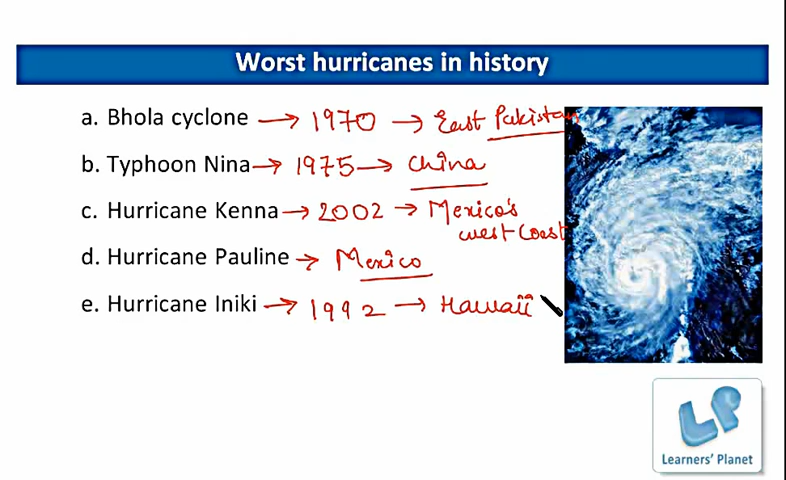 Worst hurricanes in history
a. Bhola cyclone → 1970 → East Pakistan
b. Typhoon Nina → 1975 → China
c. Hurricane Kenna → 2002 → Mexico's
west Coast
d. Hurricane Pauline → Mexico
e. Hurricane Iniki → 1992 → Hawaii
LP
Learners' Planet